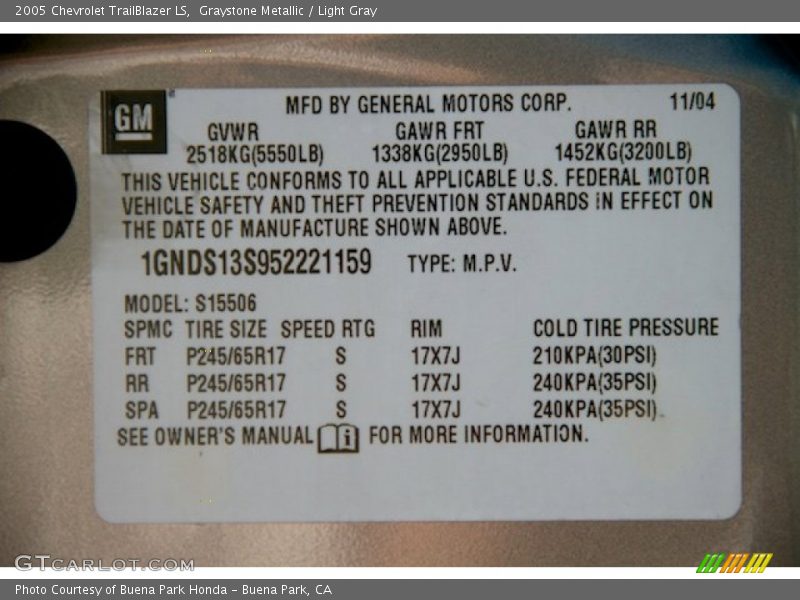 2005 Chevrolet TrailBlazer LS,  Graystone Metallic / Light Gray
GM
MFD BY GENERAL MOTORS CORP. 11/04
GVWR GAWR FRT GAWR RR
2518KG(5550LB) 1338KG(2950LB) 1452KG(3200LB)
THIS VEHICLE CONFORMS TO ALL APPLICABLE U.S. FEDERAL MOTOR
VEHICLE SAFETY AND THEFT PREVENTION STANDARDS IN EFFECT ON
THE DATE OF MANUFACTURE SHOWN ABOVE.
1GNDS13S952221159 TYPE: M.P.V.
MODEL: S15506
SPMC TIRE SIZE SPEED RTG RIM COLD TIRE PRESSURE
FRT P245/65R17 S 17X7J 210KPA(30PSI)
RR P245/65R17 S 17X7J 240KPA(35PSI)
SPA P245/65R17 S 17X7J 240KPA(35PSI)
SEE OWNER'S MANUAL i FOR MORE INFORMATION.
GTCARLOT.COM
Photo Courtesy of Buena Park Honda - Buena Park, CA